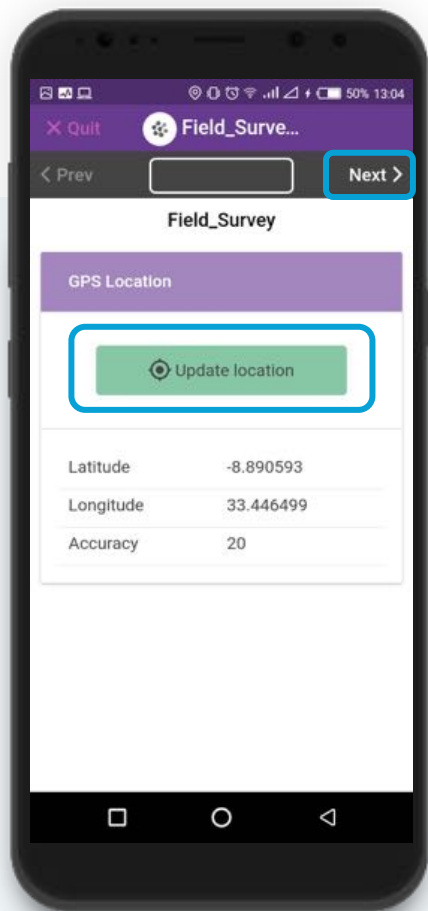 50% 13:04
× Quit Field_Surve...
< Prev Next >
Field_Survey
GPS Location
Update location
Latitude -8.890593
Longitude 33.446499
Accuracy 20